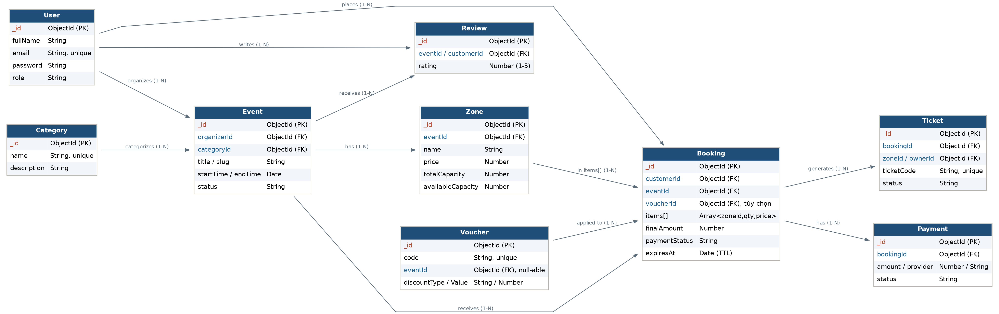 places (1-N)
User
_id ObjectId (PK)
fullName String
email String, unique
password String
role String
writes (1-N)
organizes (1-N)
Review
_id ObjectId (PK)
eventId / customerId ObjectId (FK)
rating Number (1-5)
receives (1-N)
Category
_id ObjectId (PK)
name String, unique
description String
categorizes (1-N)
Event
_id ObjectId (PK)
organizerId ObjectId (FK)
categoryId ObjectId (FK)
title / slug String
startTime / endTime Date
status String
has (1-N)
Zone
_id ObjectId (PK)
eventId ObjectId (FK)
name String
price Number
totalCapacity Number
availableCapacity Number
in items[] (1-N)
Voucher
_id ObjectId (PK)
code String, unique
eventId ObjectId (FK), null-able
discountType / Value String / Number
applied to (1-N)
receives (1-N)
Booking
_id ObjectId (PK)
customerId ObjectId (FK)
eventId ObjectId (FK)
voucherId ObjectId (FK), tùy chọn
items[] Array<zoneId,qty,price>
finalAmount Number
paymentStatus String
expiresAt Date (TTL)
generates (1-N)
has (1-N)
Ticket
_id ObjectId (PK)
bookingId ObjectId (FK)
zoneId / ownerId ObjectId (FK)
ticketCode String, unique
status String
Payment
_id ObjectId (PK)
bookingId ObjectId (FK)
amount / provider Number / String
status String